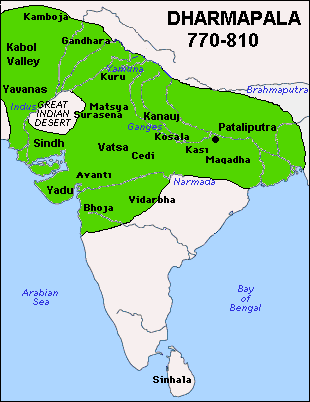 DHARMAPALA
770-810
Kamboja
Gandhara
Kabol
Valley
Yamuna
Kuru
Yavanas
Brahmaputra
Indus
GREAT
INDIAN
DESERT
Matsya
Surasena
Kanauj
Ganges
Pataliputra
Kosala
Sindh
Vatsa
Kasi
Cedi
Magadha
Avanti
Narmada
Yadu
Vidarbha
Bhoja
Arabian
Sea
Bay
of
Bengal
Sinhala